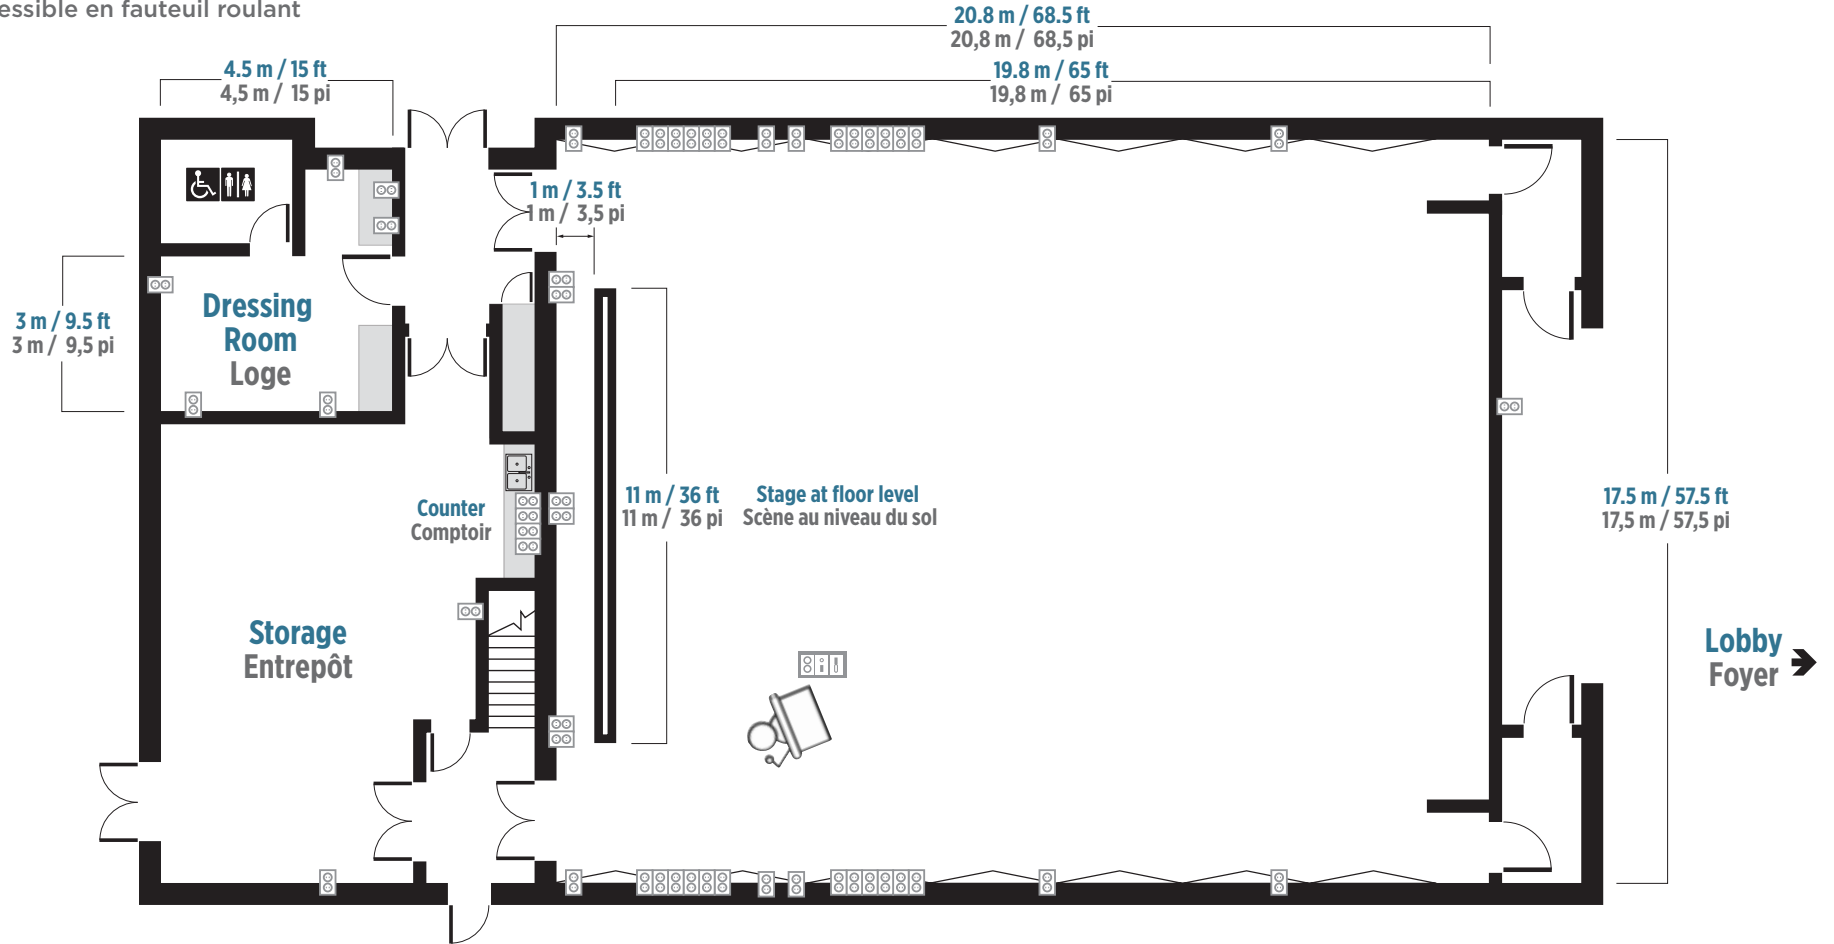 essible en fauteuil roulant
20.8 m / 68.5 ft
20,8 m / 68,5 pi
4.5 m / 15 ft
4,5 m / 15 pi
19.8 m / 65 ft
19,8 m / 65 pi
1 m / 3.5 ft
1 m / 3,5 pi
3 m / 9.5 ft
3 m / 9,5 pi
Dressing
Room
Loge
Counter
Comptoir
11 m / 36 ft
11 m / 36 pi
Stage at floor level
Scène au niveau du sol
17.5 m / 57.5 ft
17,5 m / 57,5 pi
Storage
Entrepôt
Lobby
Foyer